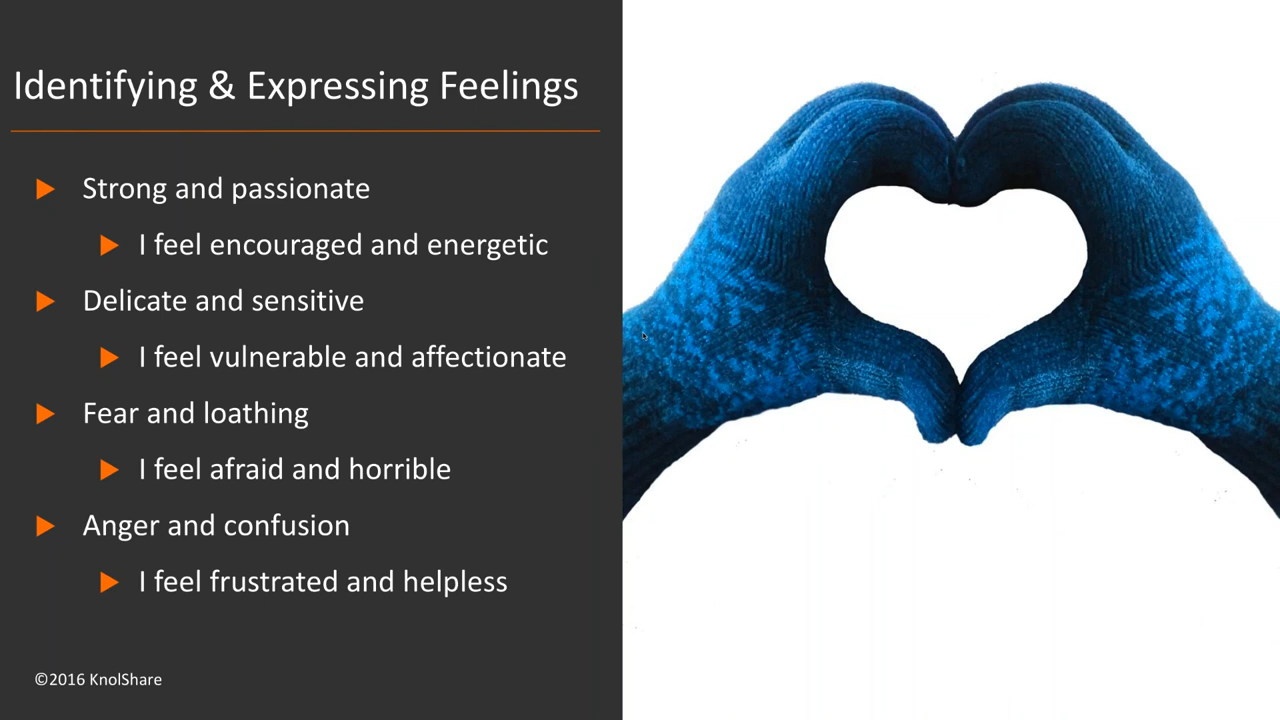 Identifying & Expressing Feelings
Strong and passionate
I feel encouraged and energetic
Delicate and sensitive
I feel vulnerable and affectionate
Fear and loathing
I feel afraid and horrible
Anger and confusion
I feel frustrated and helpless
©2016 KnolShare